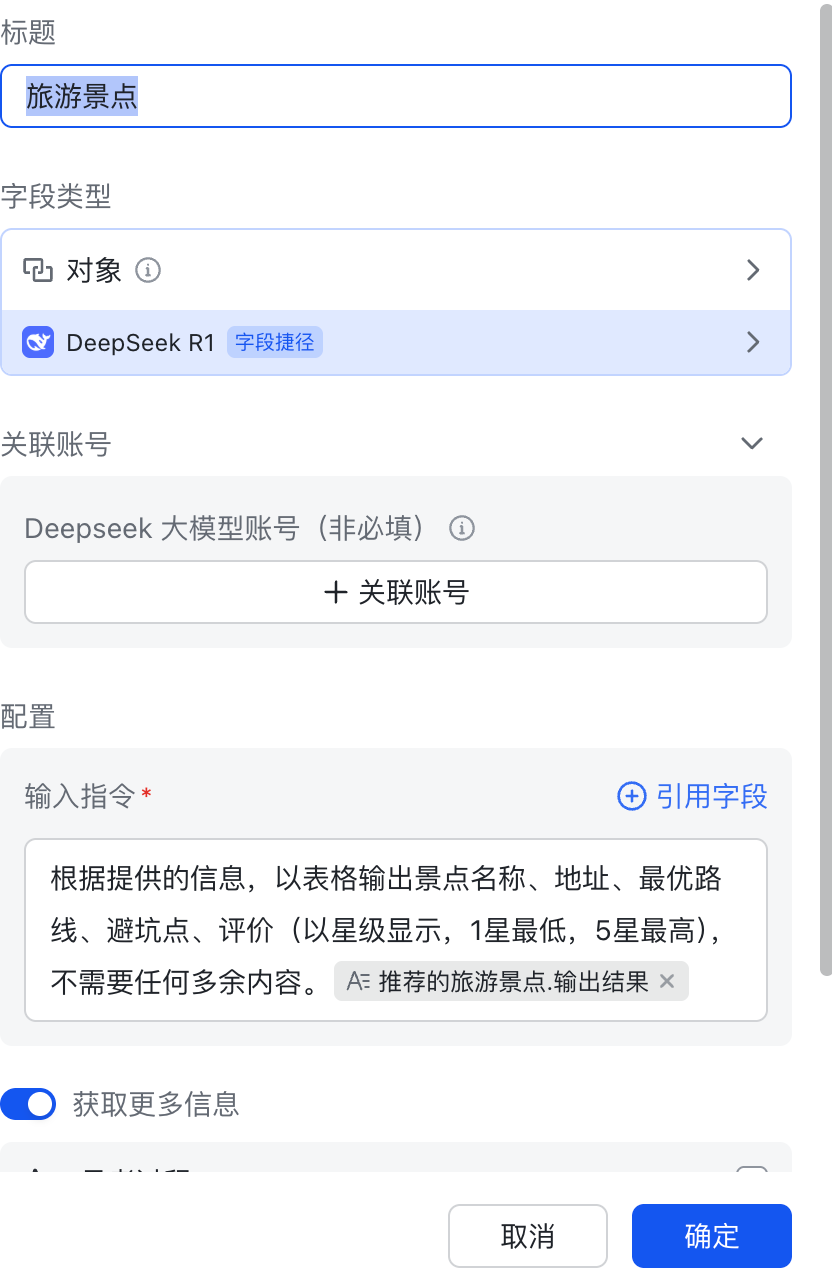 标题
旅游景点
字段类型
对象
DeepSeek R1 字段捷径
关联账号
Deepseek 大模型账号（非必填）
+ 关联账号
配置
输入指令* 引用字段
根据提供的信息，以表格输出景点名称、地址、最优路
线、避坑点、评价（以星级显示，1星最低，5星最高），
不需要任何多余内容。 推荐的旅游景点.输出结果 ×
获取更多信息
取消 确定